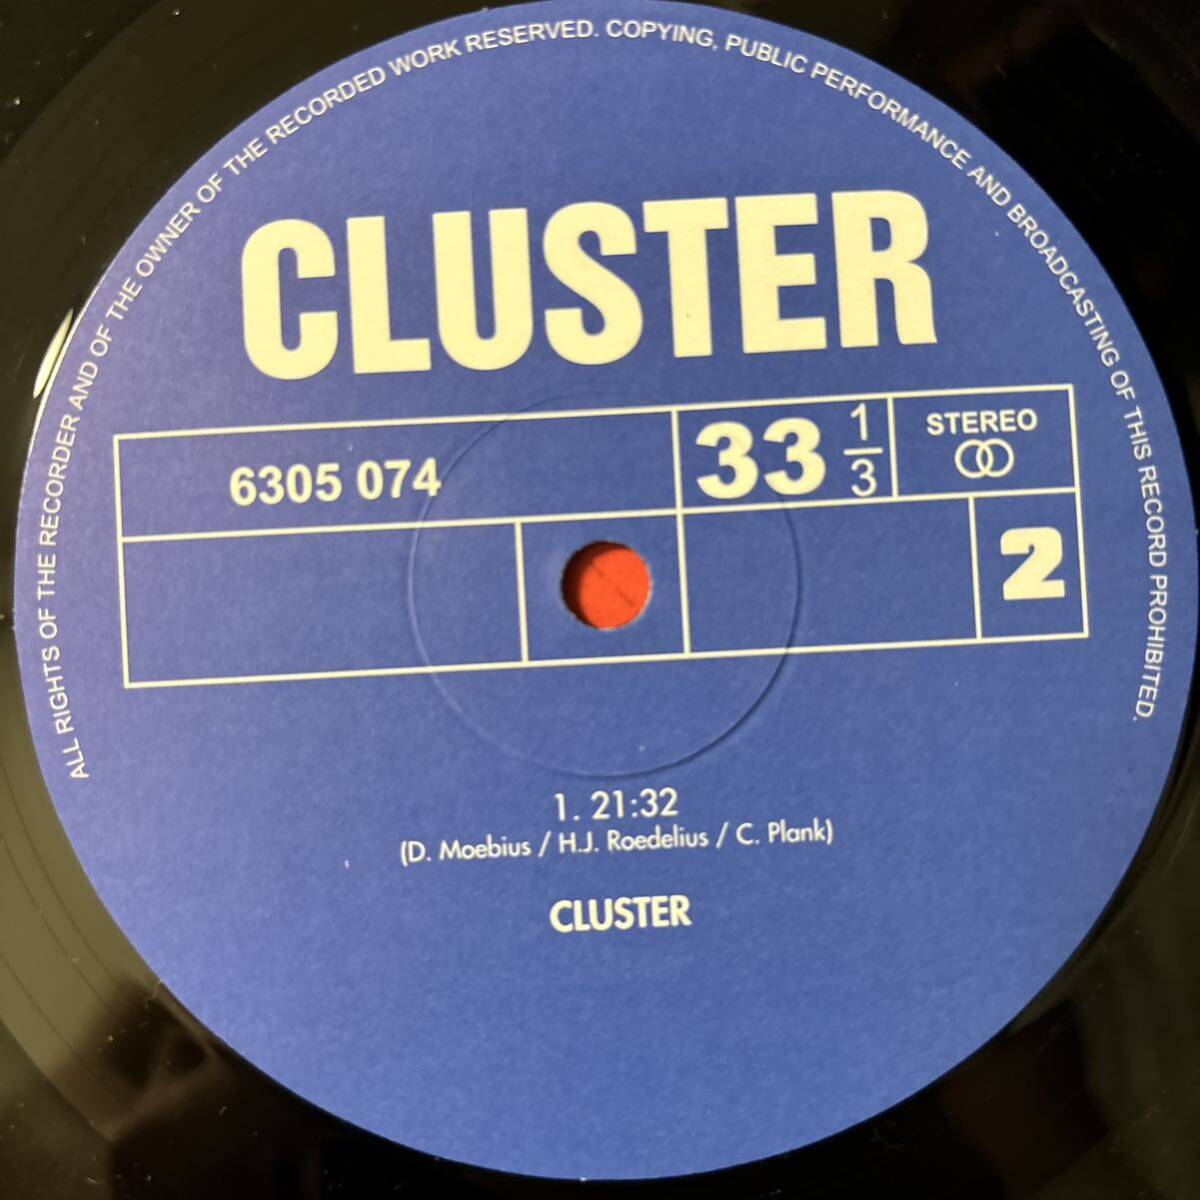 ALL RIGHTS OF THE RECORDER AND OF THE OWNER OF THE RECORDED WORK RESERVED. COPYING, PUBLIC PERFORMANCE AND BROADCASTING OF THIS RECORD PROHIBITED.
CLUSTER
6305 074
33 1/3
STEREO
2
1. 21:32
(D. Moebius / H.J. Roedelius / C. Plank)
CLUSTER